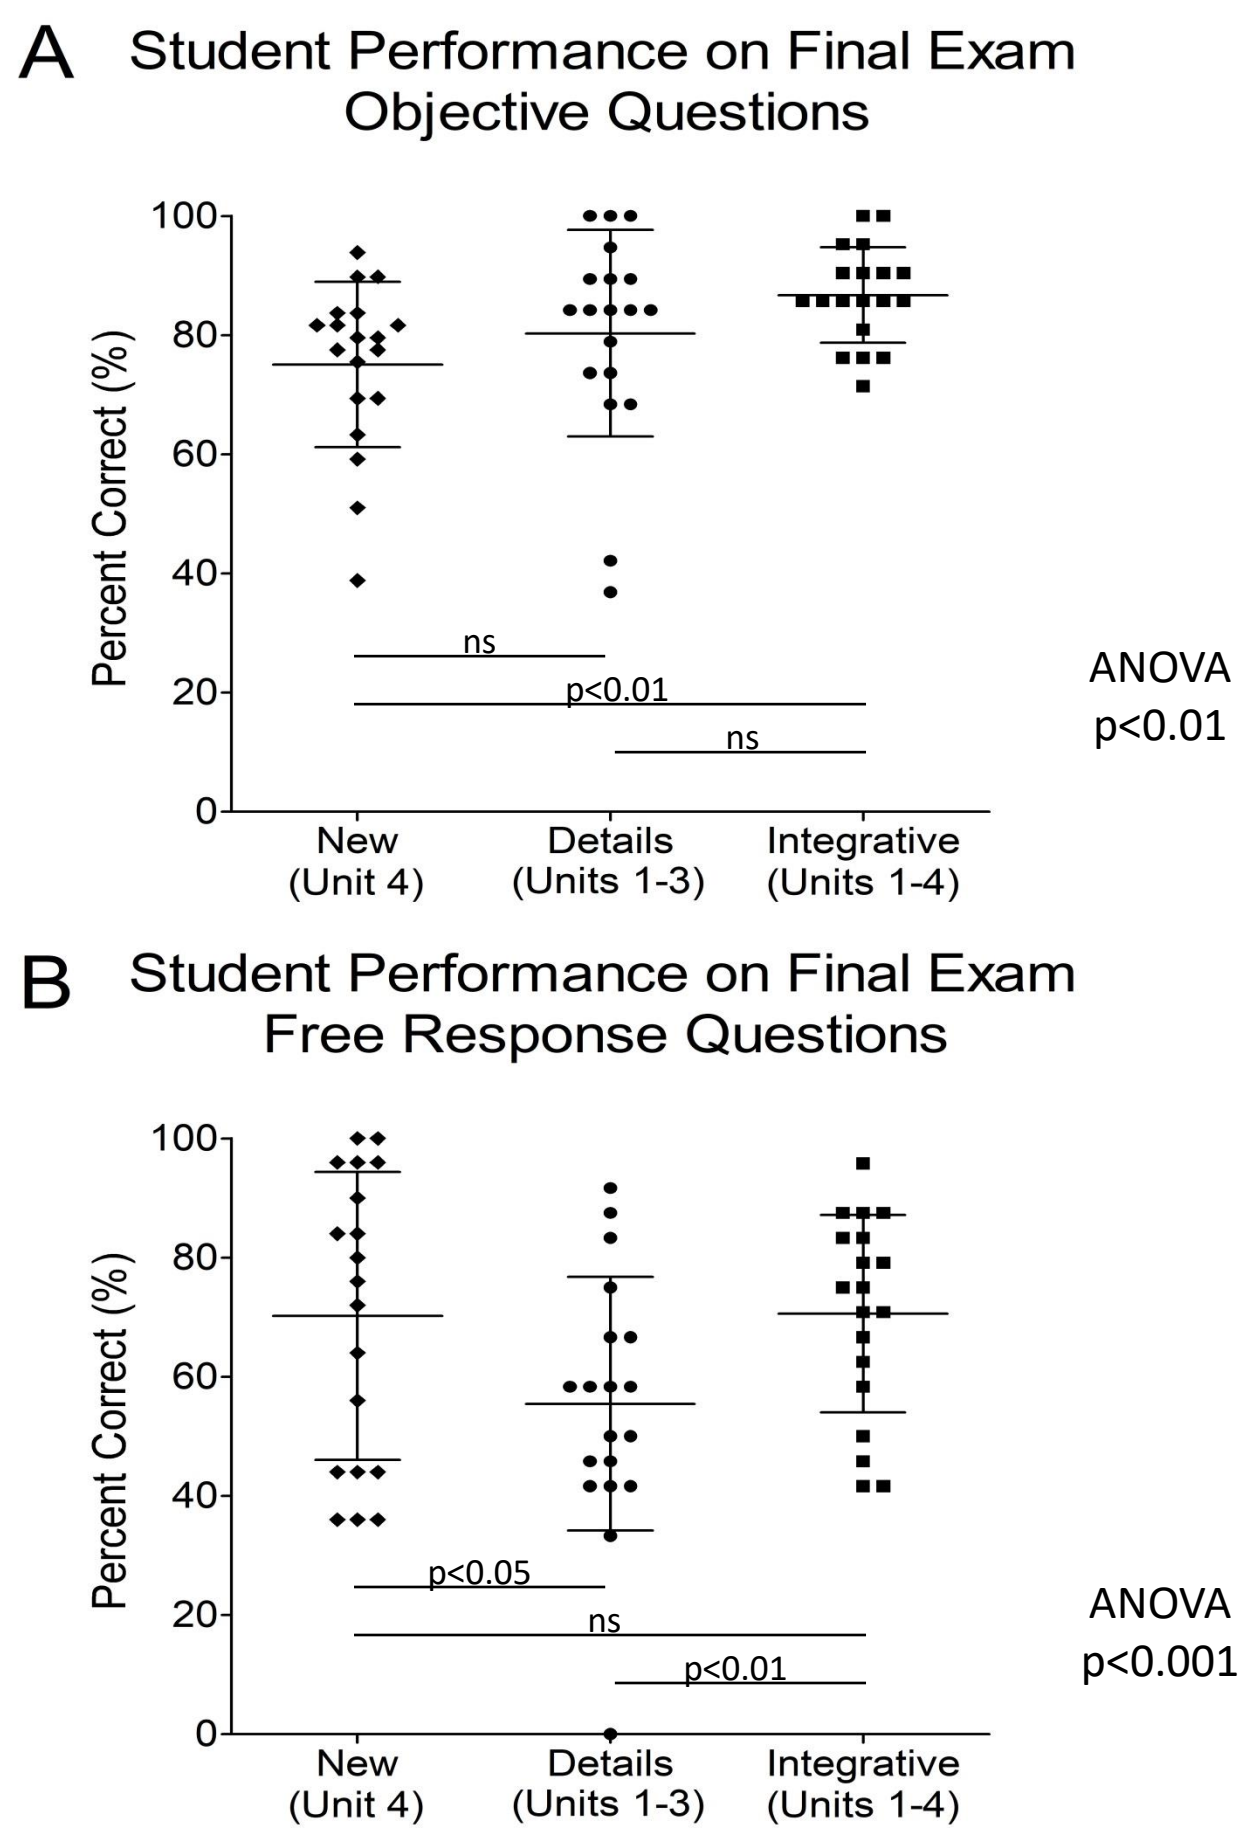 A
Student Performance on Final Exam
Objective Questions
Percent Correct (%)
100
80
60
40
20
0
ns
p<0.01
ns
ANOVA
p<0.01
New
(Unit 4)
Details
(Units 1-3)
Integrative
(Units 1-4)
B
Student Performance on Final Exam
Free Response Questions
Percent Correct (%)
100
80
60
40
20
0
p<0.05
ns
p<0.01
ANOVA
p<0.001
New
(Unit 4)
Details
(Units 1-3)
Integrative
(Units 1-4)